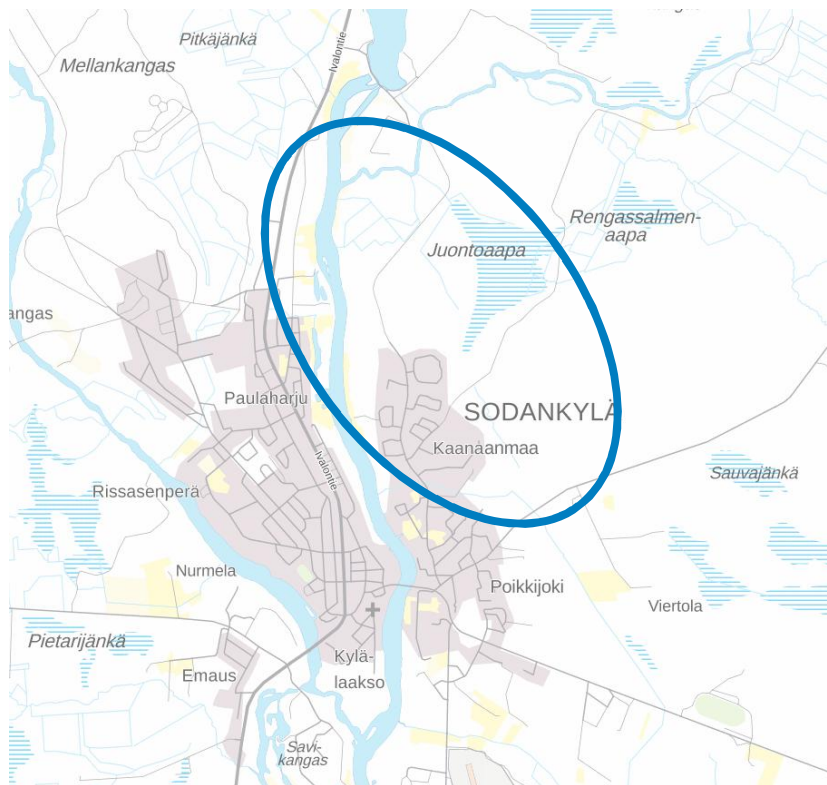 Pitkäjänkä
Mellankangas
Ivalontie
Rengassalmen-
aapa
Juontoaapa
angas
Paulaharju
SODANKYLÄ
Kaanaanmaa
Ivalontie
Sauvajänkä
Rissasenperä
Nurmela
Poikkijoki
Viertola
Pietarijänkä
Emaus
Kylä-
laakso
Savi-
kangas